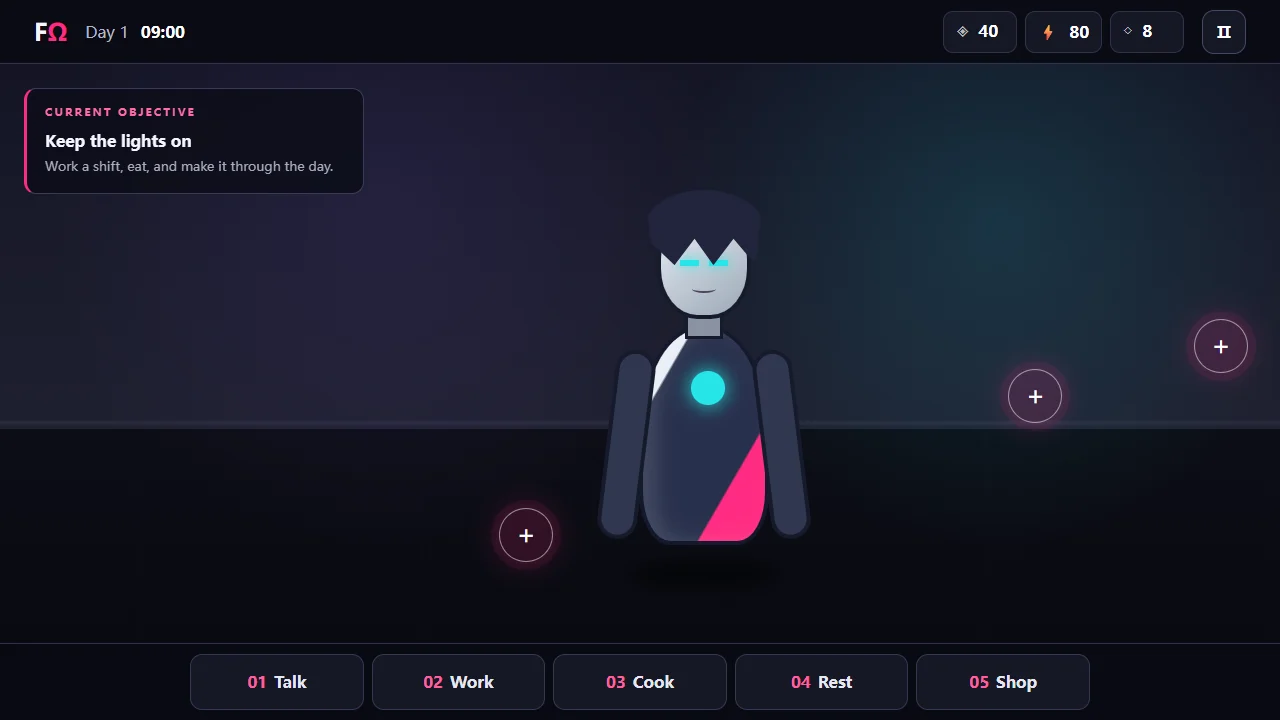 FΩ Day 1 09:00
40
80
8
CURRENT OBJECTIVE
Keep the lights on
Work a shift, eat, and make it through the day.
+
+
+
01 Talk
02 Work
03 Cook
04 Rest
05 Shop